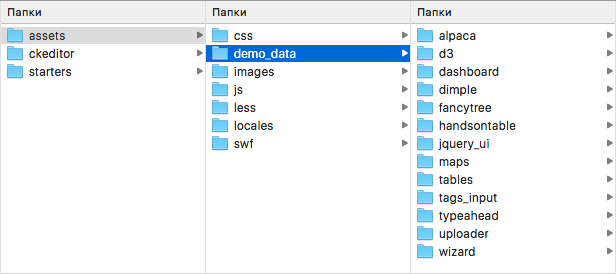 Папки
assets
ckeditor
starters
Папки
css
demo_data
images
js
less
locales
swf
Папки
alpaca
d3
dashboard
dimple
fancytree
handsontable
jquery_ui
maps
tables
tags_input
typeahead
uploader
wizard